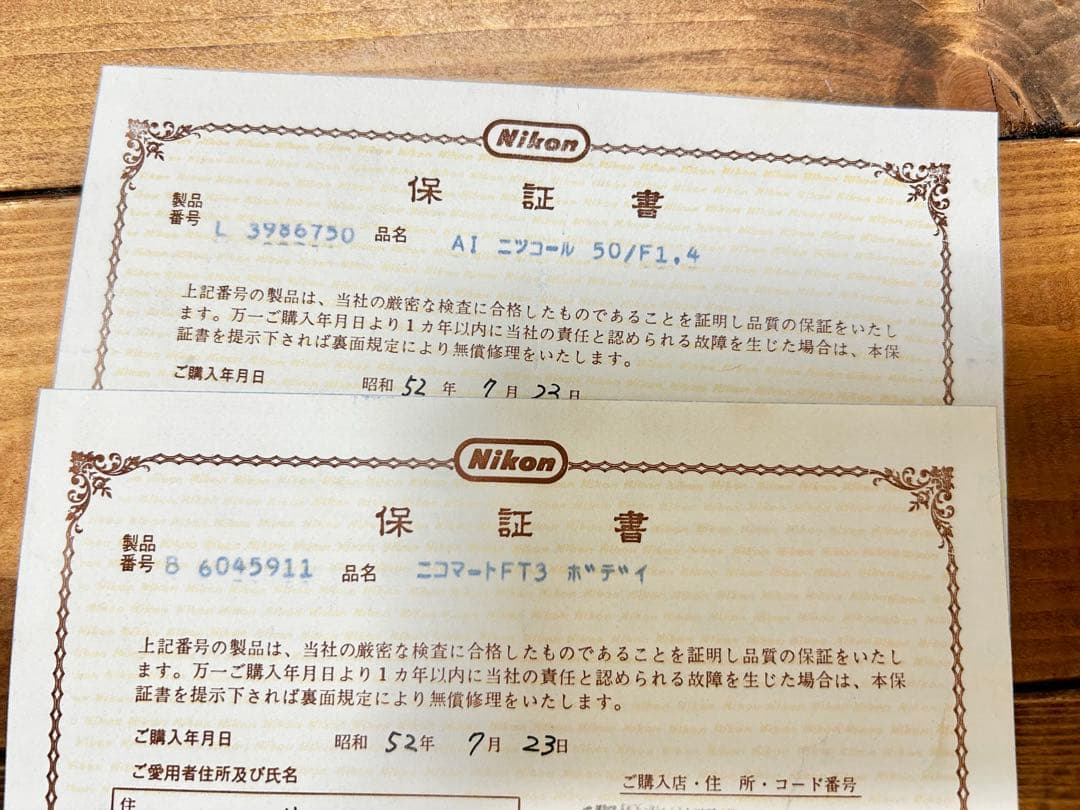 Nikon
保証書
製品番号 L 3986750 品名 AI ニツコール 50/F1.4
上記番号の製品は、当社の厳密な検査に合格したものであることを証明し品質の保証をいたし
ます。万一ご購入年月日より1カ年以内に当社の責任と認められる故障を生じた場合は、本保
証書を提示下されば裏面規定により無償修理をいたします。
ご購入年月日 昭和 52 年 7 月 23 日
Nikon
保証書
製品番号 B 6045911 品名 ニコマートFT3 ボデイ
上記番号の製品は、当社の厳密な検査に合格したものであることを証明し品質の保証をいたし
ます。万一ご購入年月日より1カ年以内に当社の責任と認められる故障を生じた場合は、本保
証書を提示下されば裏面規定により無償修理をいたします。
ご購入年月日 昭和 52 年 7 月 23 日
ご愛用者住所及び氏名 ご購入店・住 所・コード番号
住